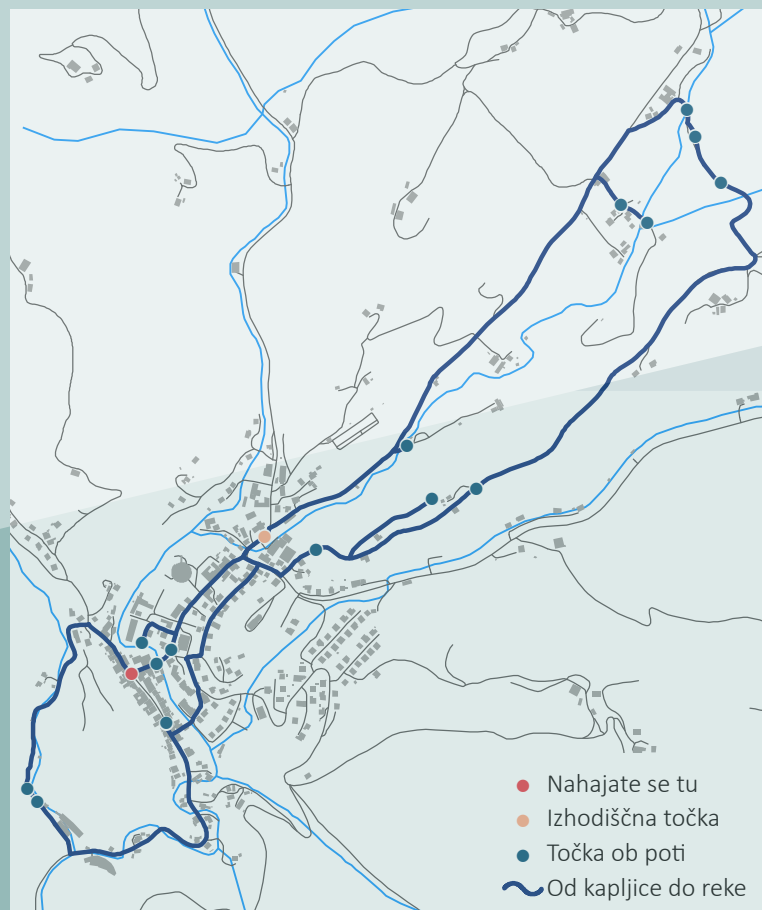 Nahajate se tu
Izhodiščna točka
Točka ob poti
Od kapljice do reke